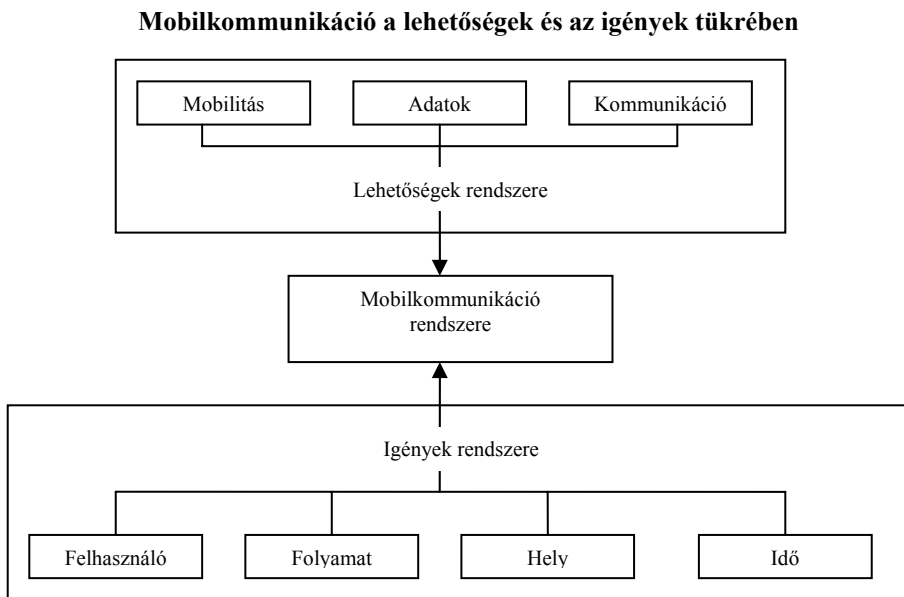 Mobilkommunikáció a lehetőségek és az igények tükrében
Mobilitás
Adatok
Kommunikáció
Lehetőségek rendszere
Mobilkommunikáció
rendszere
Igények rendszere
Felhasználó
Folyamat
Hely
Idő